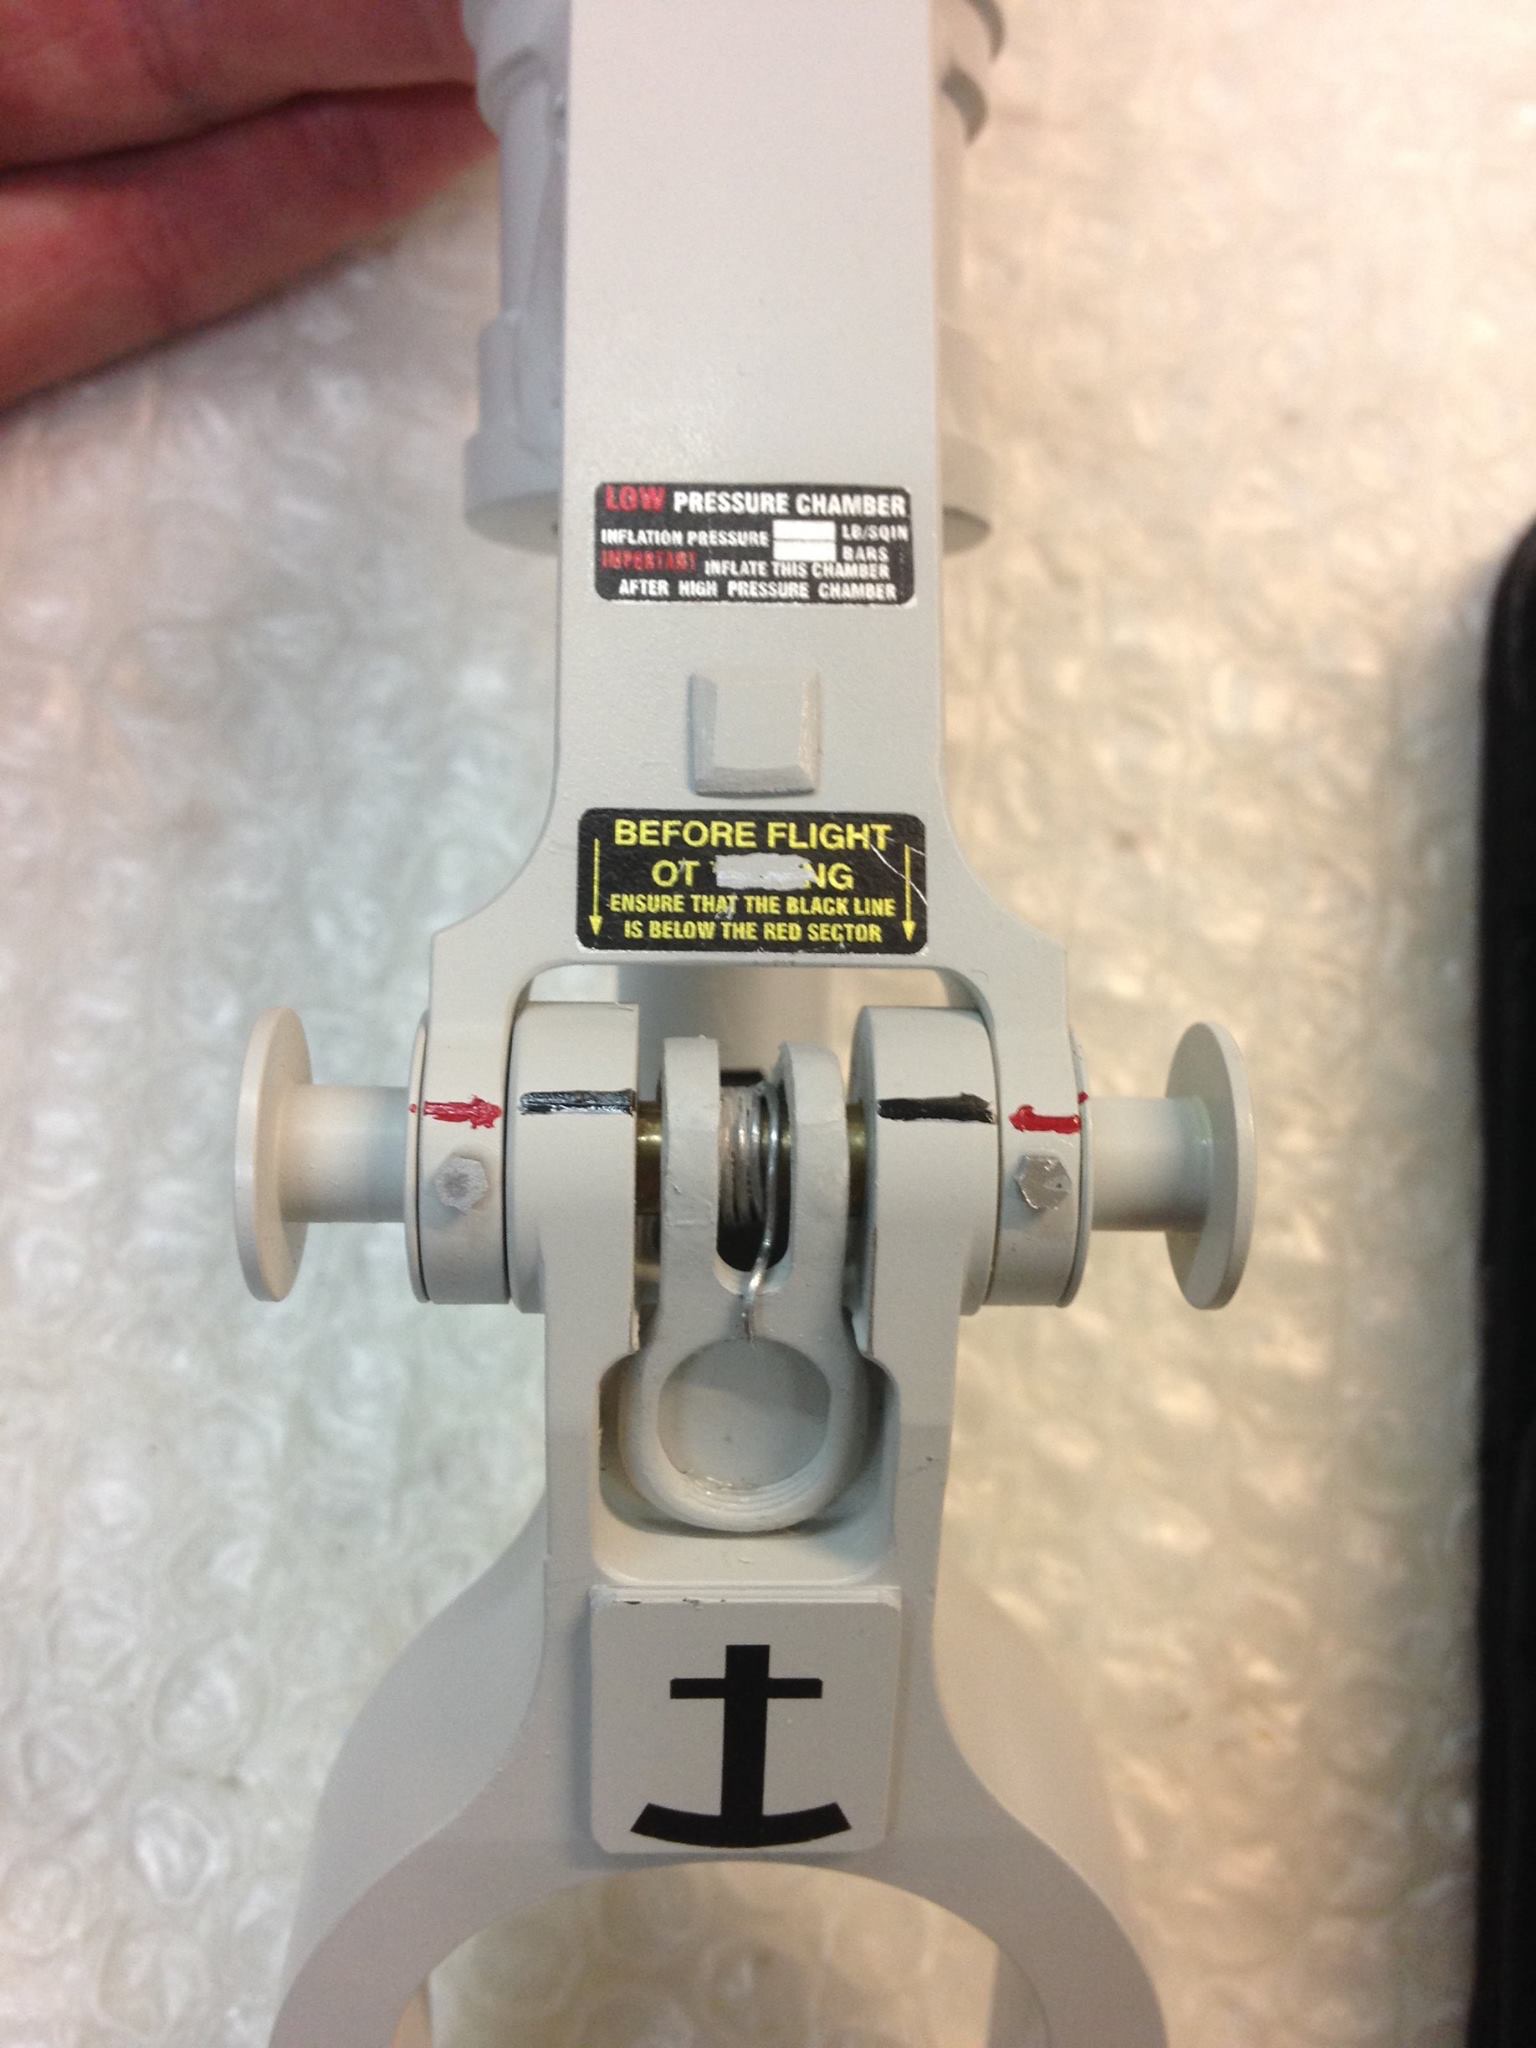 LOW PRESSURE CHAMBER
INFLATION PRESSURE LB/SQIN
BARS
IMPORTANT INFLATE THIS CHAMBER
AFTER HIGH PRESSURE CHAMBER
BEFORE FLIGHT
ENSURE THAT THE BLACK LINE
IS BELOW THE RED SECTOR